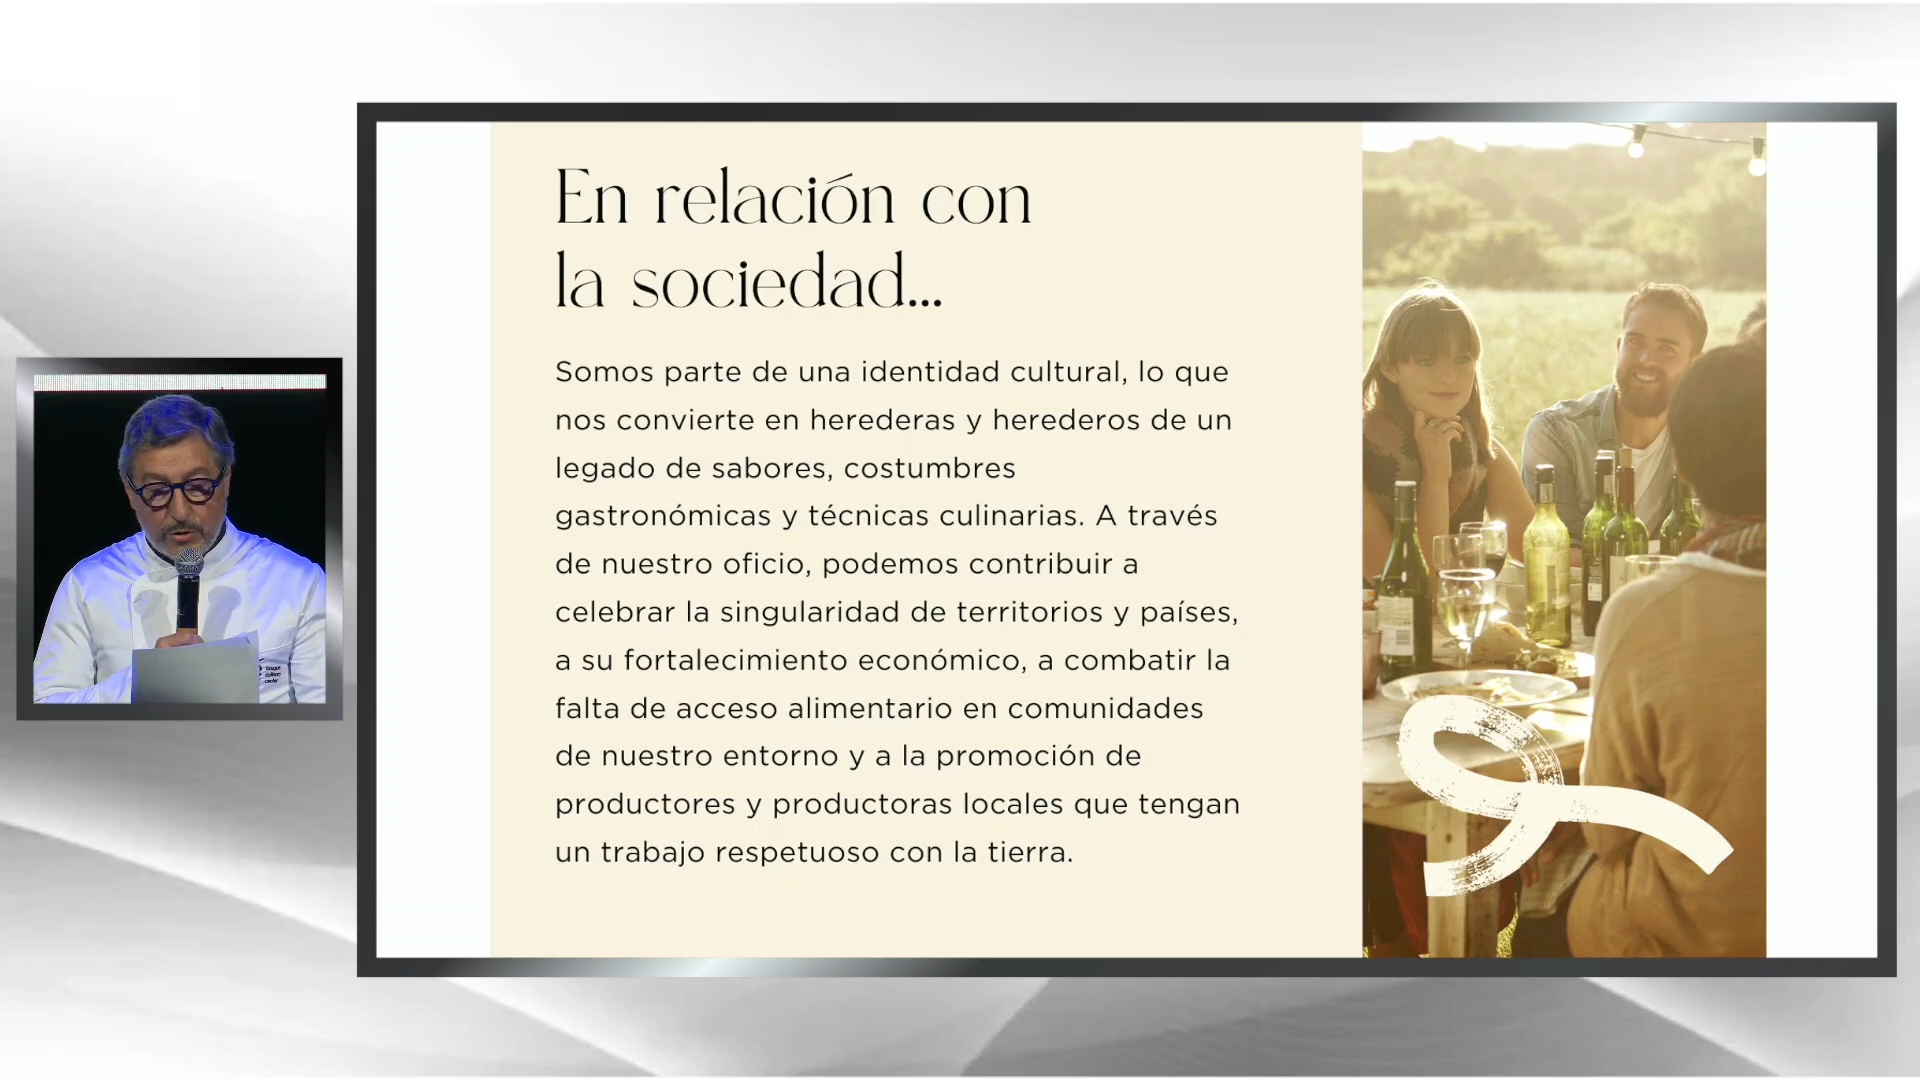 En relación con
la sociedad...
Somos parte de una identidad cultural, lo que
nos convierte en herederas y herederos de un
legado de sabores, costumbres
gastronómicas y técnicas culinarias. A través
de nuestro oficio, podemos contribuir a
celebrar la singularidad de territorios y países,
a su fortalecimiento económico, a combatir la
falta de acceso alimentario en comunidades
de nuestro entorno y a la promoción de
productores y productoras locales que tengan
un trabajo respetuoso con la tierra.
basque
culinary
center